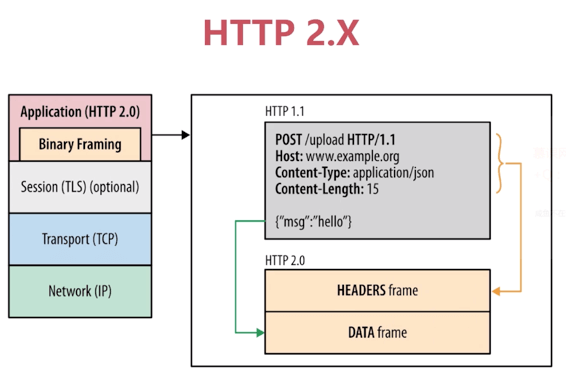 HTTP 2.X
Application (HTTP 2.0)
Binary Framing
Session (TLS) (optional)
Transport (TCP)
Network (IP)
HTTP 1.1
POST /upload HTTP/1.1
Host: www.example.org
Content-Type: application/json
Content-Length: 15
{"msg":"hello"}
HTTP 2.0
HEADERS frame
DATA frame